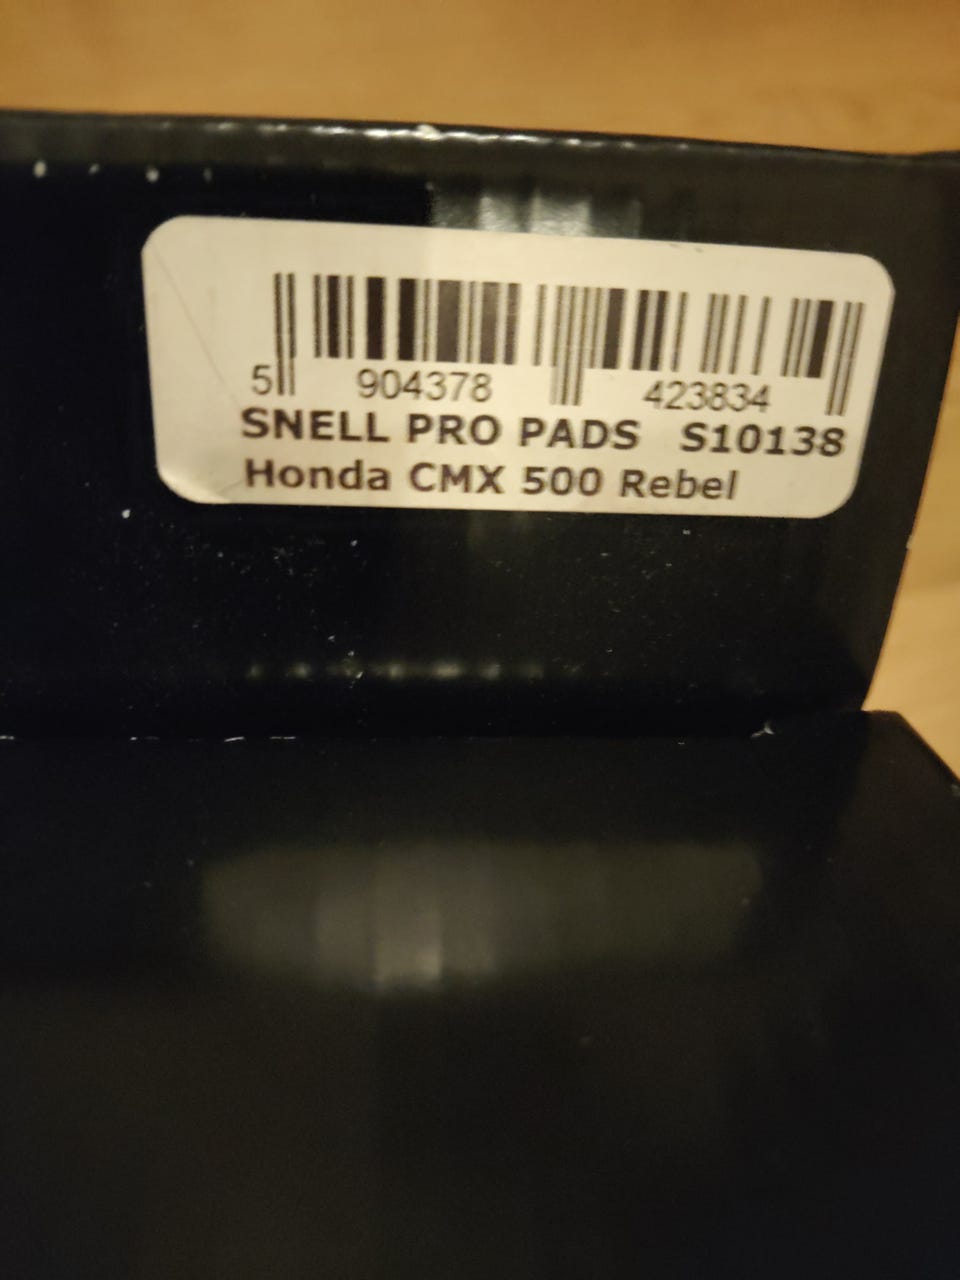 5 904378 423834
SNELL PRO PADS S10138
Honda CMX 500 Rebel